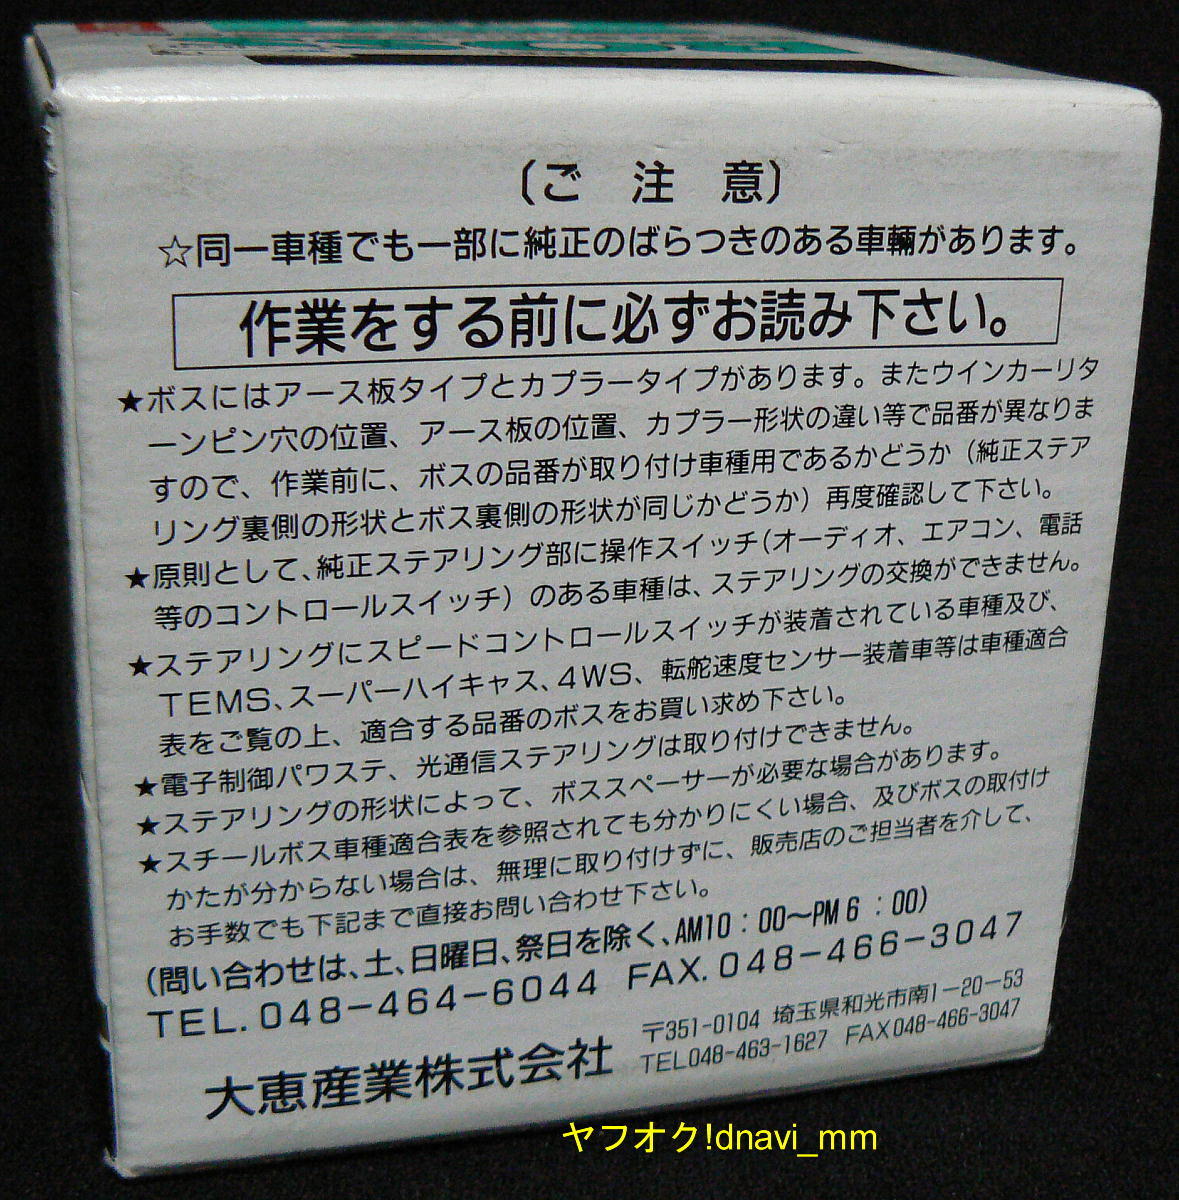 〔ご 注 意〕
☆同一車種でも一部に純正のばらつきのある車輛があります。
作業をする前に必ずお読み下さい。
★ボスにはアース板タイプとカプラータイプがあります。またウインカーリタ
ーンピン穴の位置、アース板の位置、カプラー形状の違い等で品番が異なりま
すので、作業前に、ボスの品番が取り付け車種用であるかどうか（純正ステア
リング裏側の形状とボス裏側の形状が同じかどうか）再度確認して下さい。
★原則として、純正ステアリング部に操作スイッチ（オーディオ、エアコン、電話
等のコントロールスイッチ）のある車種は、ステアリングの交換ができません。
★ステアリングにスピードコントロールスイッチが装着されている車種及び、
TEMS、スーパーハイキャス、4WS、転舵速度センサー装着車等は車種適合
表をご覧の上、適合する品番のボスをお買い求め下さい。
★電子制御パワステ、光通信ステアリングは取り付けできません。
★ステアリングの形状によって、ボススペーサーが必要な場合があります。
★スチールボス車種適合表を参照されても分かりにくい場合、及びボスの取付け
かたが分からない場合は、無理に取り付けずに、販売店のご担当者を介して、
お手数でも下記まで直接お問い合わせ下さい。
（問い合わせは、土、日曜日、祭日を除く、AM10：00～PM6：00）
TEL.048-464-6044 FAX.048-466-3047
大恵産業株式会社
〒351-0104 埼玉県和光市南1-20-53
TEL048-463-1627 FAX048-466-3047
ヤフオク!dnavi_mm